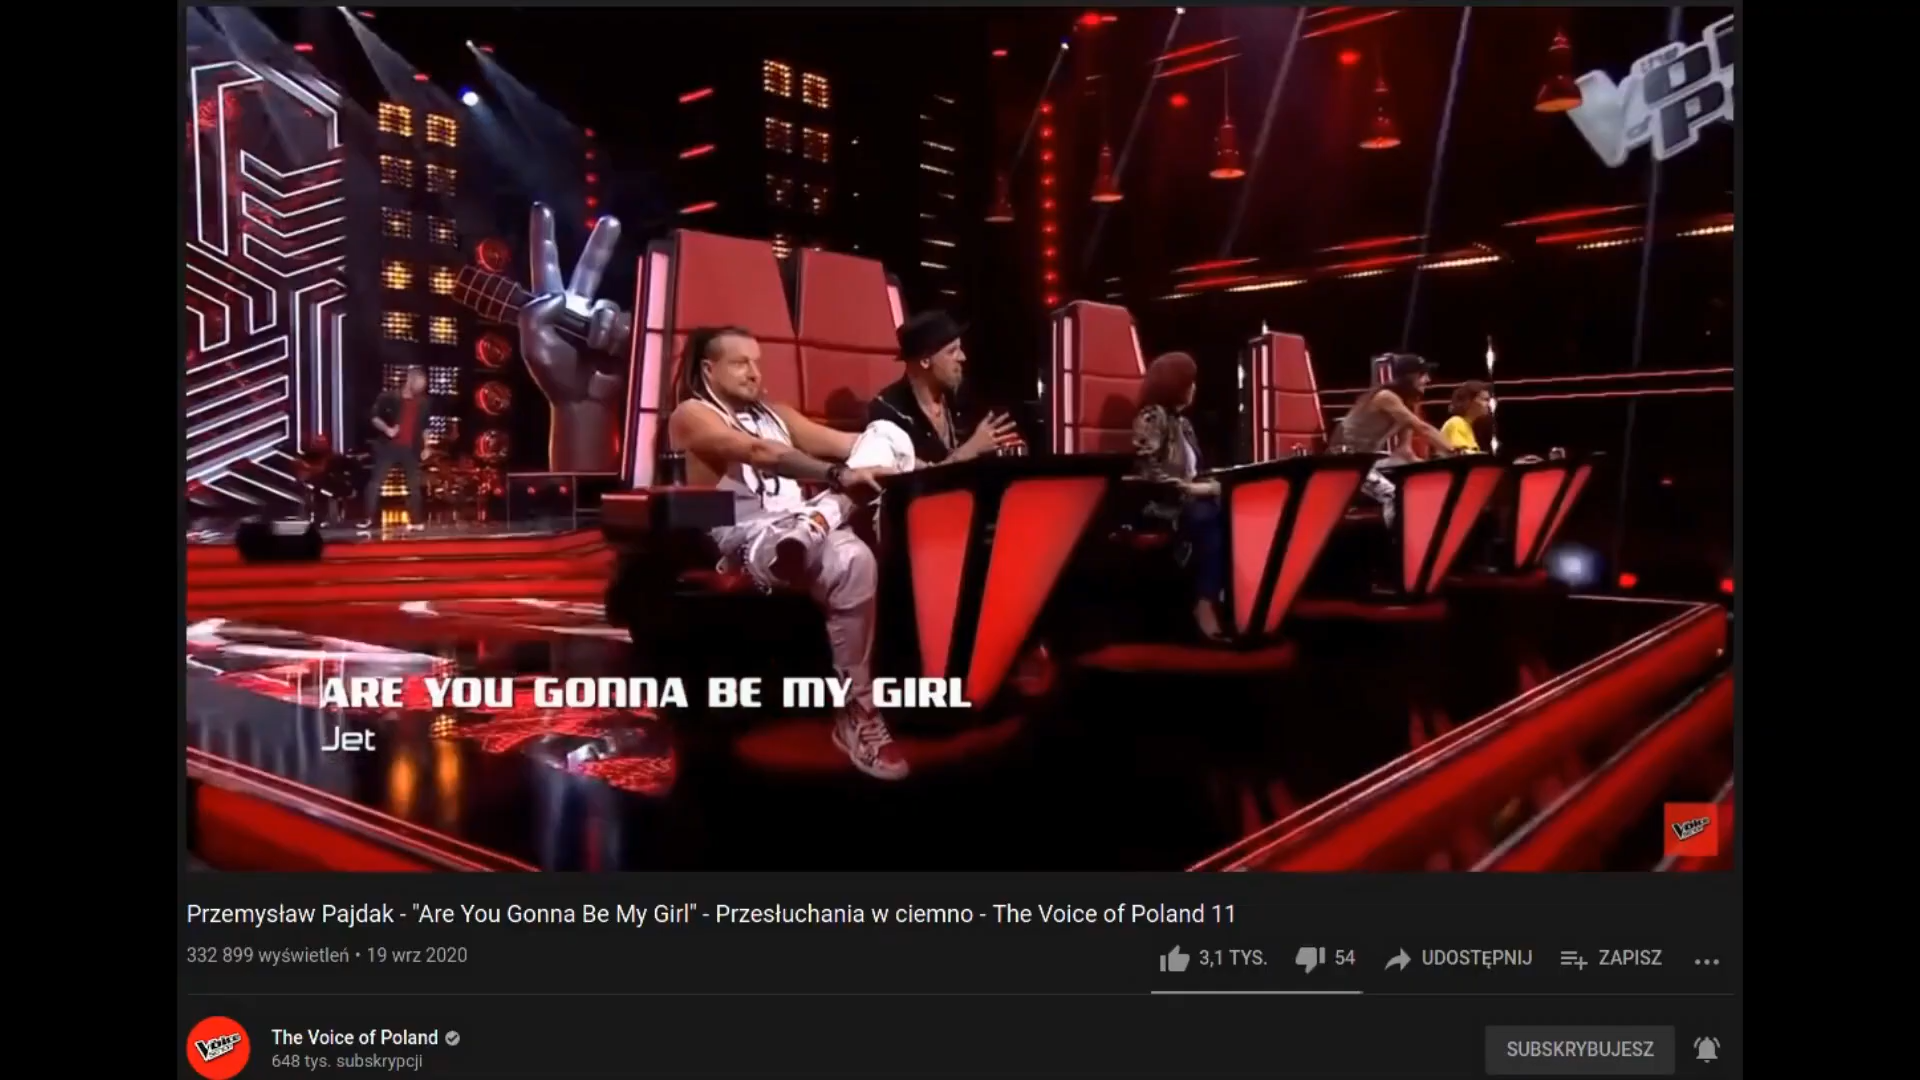 ARE YOU GONNA BE MY GIRL
Jet
Przemysław Pajdak - "Are You Gonna Be My Girl" - Przesłuchania w ciemno - The Voice of Poland 11
332 899 wyświetleń • 19 wrz 2020
3,1 TYS.
54
UDOSTĘPNIJ
ZAPISZ
The Voice of Poland
648 tys. subskrypcji
SUBSKRYBUJESZ